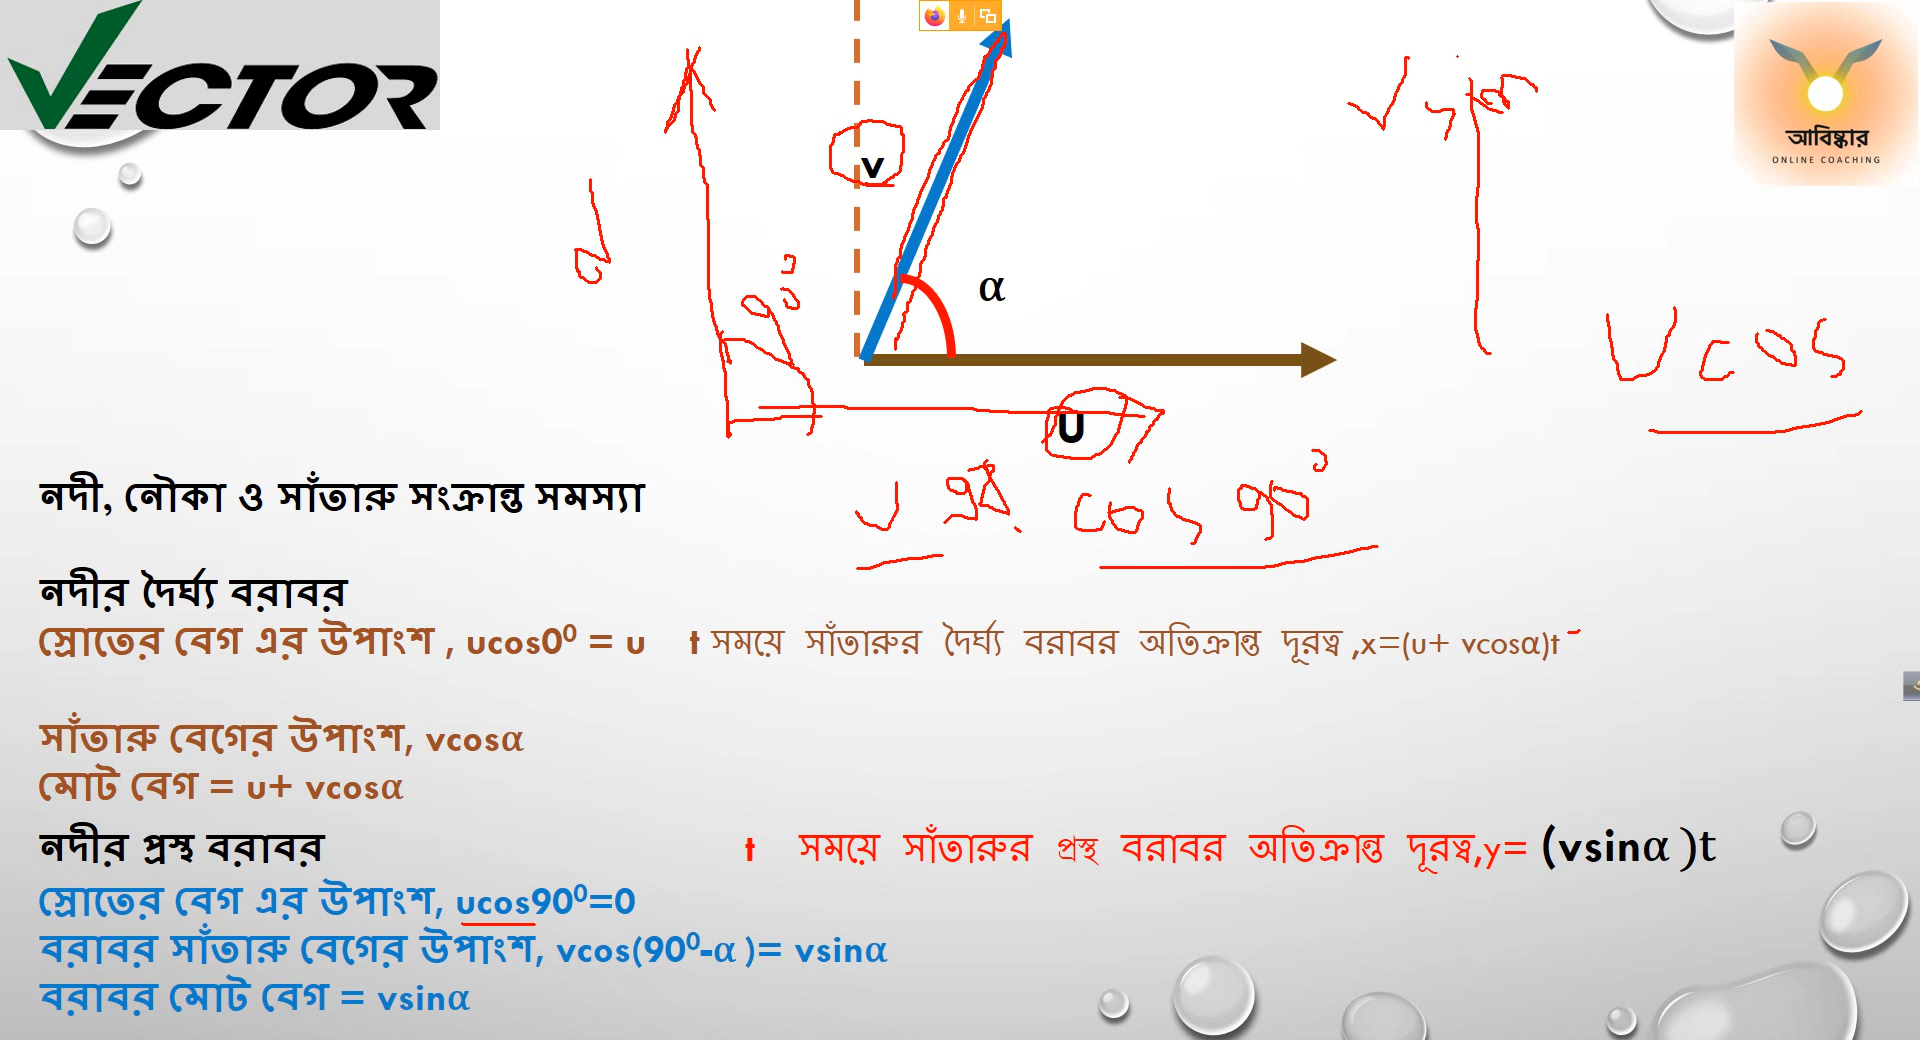 VECTOR
আবিষ্কার
ONLINE COACHING
v
α
U
cos
v cos 90°
নদী, নৌকা ও সাঁতারু সংক্রান্ত সমস্যা
নদীর দৈর্ঘ্য বরাবর
স্রোতের বেগ এর উপাংশ , ucos0⁰ = u t সময়ে সাঁতারুর দৈর্ঘ্য বরাবর অতিক্রান্ত দূরত্ব ,x=(u+ vcosα)t
সাঁতারু বেগের উপাংশ, vcosα
মোট বেগ = u+ vcosα
নদীর প্রস্থ বরাবর t সময়ে সাঁতারুর প্রস্থ বরাবর অতিক্রান্ত দূরত্ব,y= (vsinα )t
স্রোতের বেগ এর উপাংশ, ucos90⁰=0
বরাবর সাঁতারু বেগের উপাংশ, vcos(90⁰-α )= vsinα
বরাবর মোট বেগ = vsinα